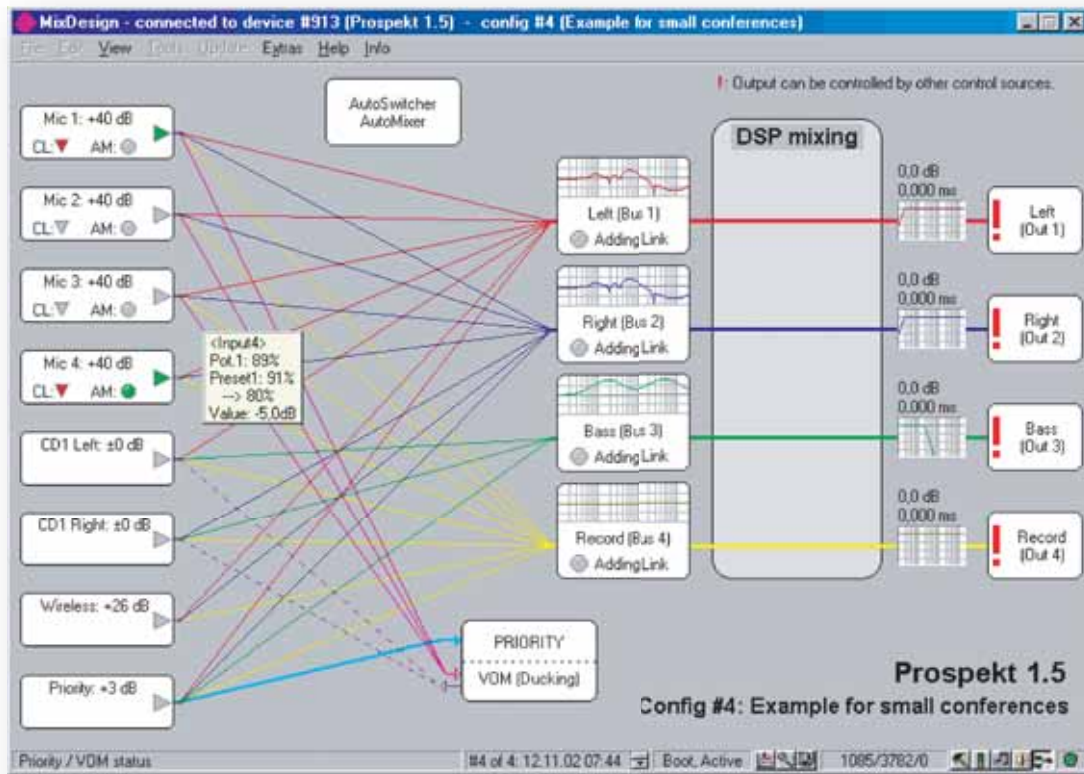 MixDesign - connected to device #913 (Prospekt 1.5) - config #4 (Example for small conferences)
File Edit View Tools Update Extras Help Info
!: Output can be controlled by other control sources.
AutoSwitcher
AutoMixer
DSP mixing
Mic 1: +40 dB
CL: AM:
Mic 2: +40 dB
CL: AM:
Mic 3: +40 dB
CL: AM:
Mic 4: +40 dB
CL: AM:
CD1 Left: ±0 dB
CD1 Right: ±0 dB
Wireless: +26 dB
Priority: +3 dB
<Input4>
Pot.1: 89%
Preset1: 91%
---> 80%
Value: -5.0dB
Left (Bus 1)
Adding Link
Right (Bus 2)
Adding Link
Bass (Bus 3)
Adding Link
Record (Bus 4)
Adding Link
0,0 dB
0,000 ms
Left
(Out 1)
0,0 dB
0,000 ms
Right
(Out 2)
0,0 dB
0,000 ms
Bass
(Out 3)
0,0 dB
0,000 ms
Record
(Out 4)
PRIORITY
VOM (Ducking)
Prospekt 1.5
Config #4: Example for small conferences
Priority / VOM status
#4 of 4: 12.11.02 07:44
Boot, Active
1085/3782/0